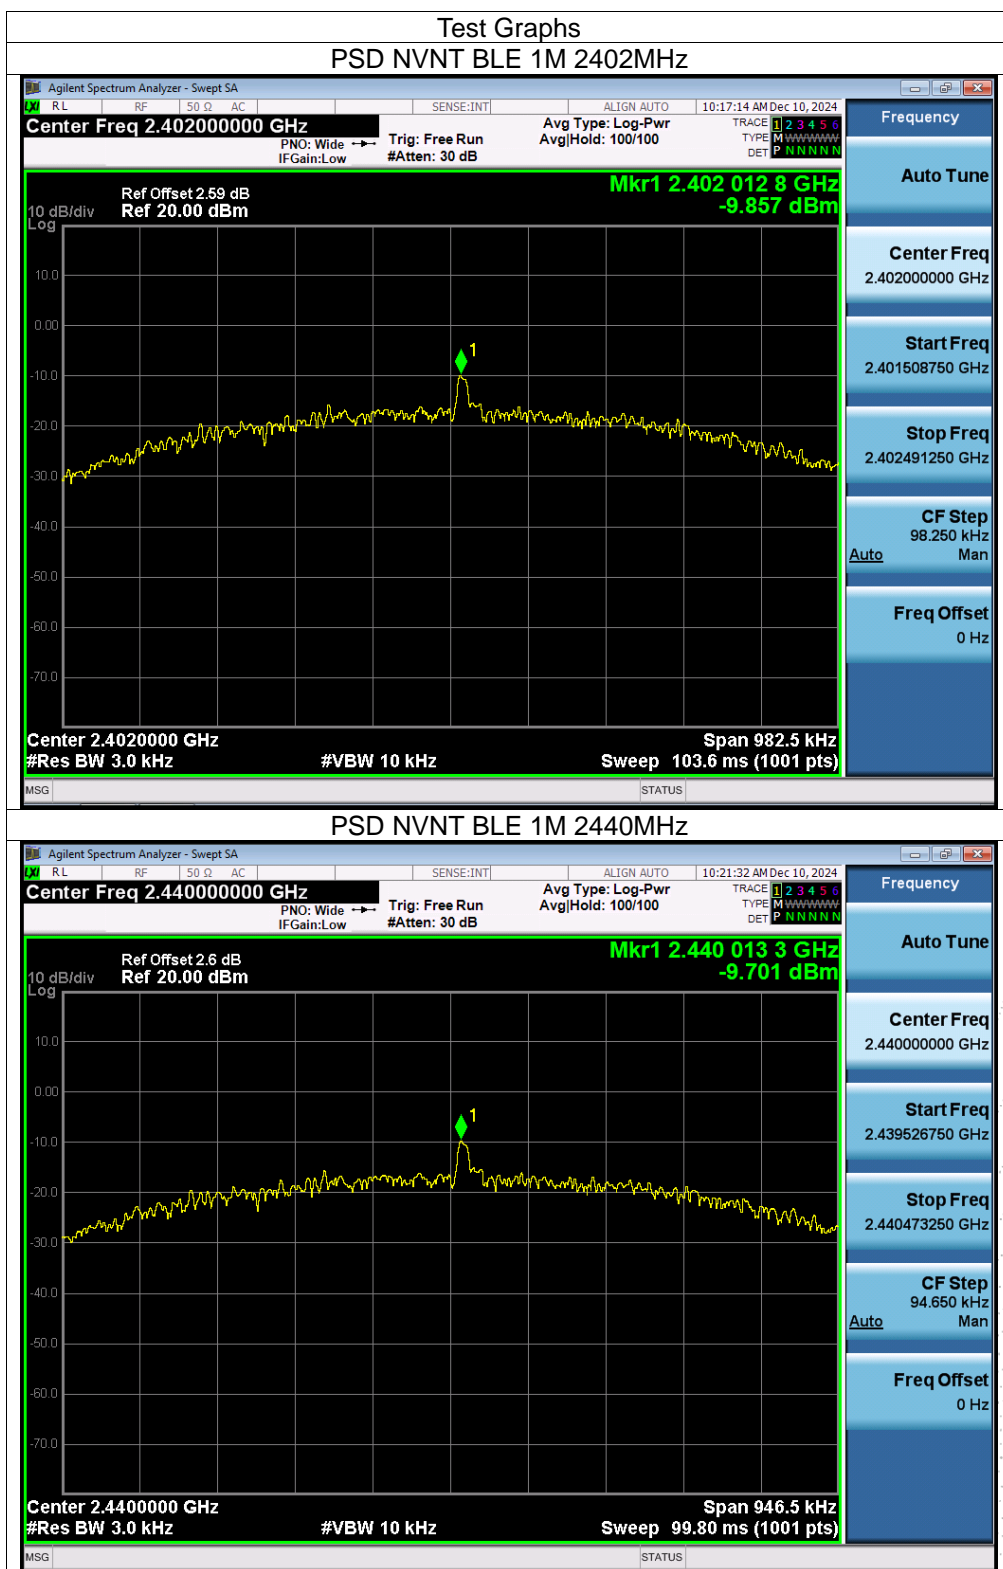 Test Graphs
PSD NVNT BLE 1M 2402MHz
Agilent Spectrum Analyzer - Swept SA
LXI RL RF 50 Ω AC SENSE:INT ALIGN AUTO 10:17:14 AM Dec 10, 2024
Center Freq 2.402000000 GHz
PNO: Wide
IFGain:Low
Trig: Free Run
#Atten: 30 dB
Avg Type: Log-Pwr
Avg|Hold: 100/100
TRACE 1 2 3 4 5 6
TYPE M W W W W W
DET P N N N N N
Frequency
Mkr1 2.402 012 8 GHz
-9.857 dBm
Ref Offset 2.59 dB
10 dB/div Ref 20.00 dBm
Log
10.0
0.00
-10.0
-20.0
-30.0
-40.0
-50.0
-60.0
-70.0
1
Center 2.4020000 GHz Span 982.5 kHz
#Res BW 3.0 kHz #VBW 10 kHz Sweep 103.6 ms (1001 pts)
Auto Tune
Center Freq
2.402000000 GHz
Start Freq
2.401508750 GHz
Stop Freq
2.402491250 GHz
CF Step
98.250 kHz
Auto Man
Freq Offset
0 Hz
MSG STATUS
PSD NVNT BLE 1M 2440MHz
Agilent Spectrum Analyzer - Swept SA
LXI RL RF 50 Ω AC SENSE:INT ALIGN AUTO 10:21:32 AM Dec 10, 2024
Center Freq 2.440000000 GHz
PNO: Wide
IFGain:Low
Trig: Free Run
#Atten: 30 dB
Avg Type: Log-Pwr
Avg|Hold: 100/100
TRACE 1 2 3 4 5 6
TYPE M W W W W W
DET P N N N N N
Frequency
Mkr1 2.440 013 3 GHz
-9.701 dBm
Ref Offset 2.6 dB
10 dB/div Ref 20.00 dBm
Log
10.0
0.00
-10.0
-20.0
-30.0
-40.0
-50.0
-60.0
-70.0
1
Center 2.4400000 GHz Span 946.5 kHz
#Res BW 3.0 kHz #VBW 10 kHz Sweep 99.80 ms (1001 pts)
Auto Tune
Center Freq
2.440000000 GHz
Start Freq
2.439526750 GHz
Stop Freq
2.440473250 GHz
CF Step
94.650 kHz
Auto Man
Freq Offset
0 Hz
MSG STATUS